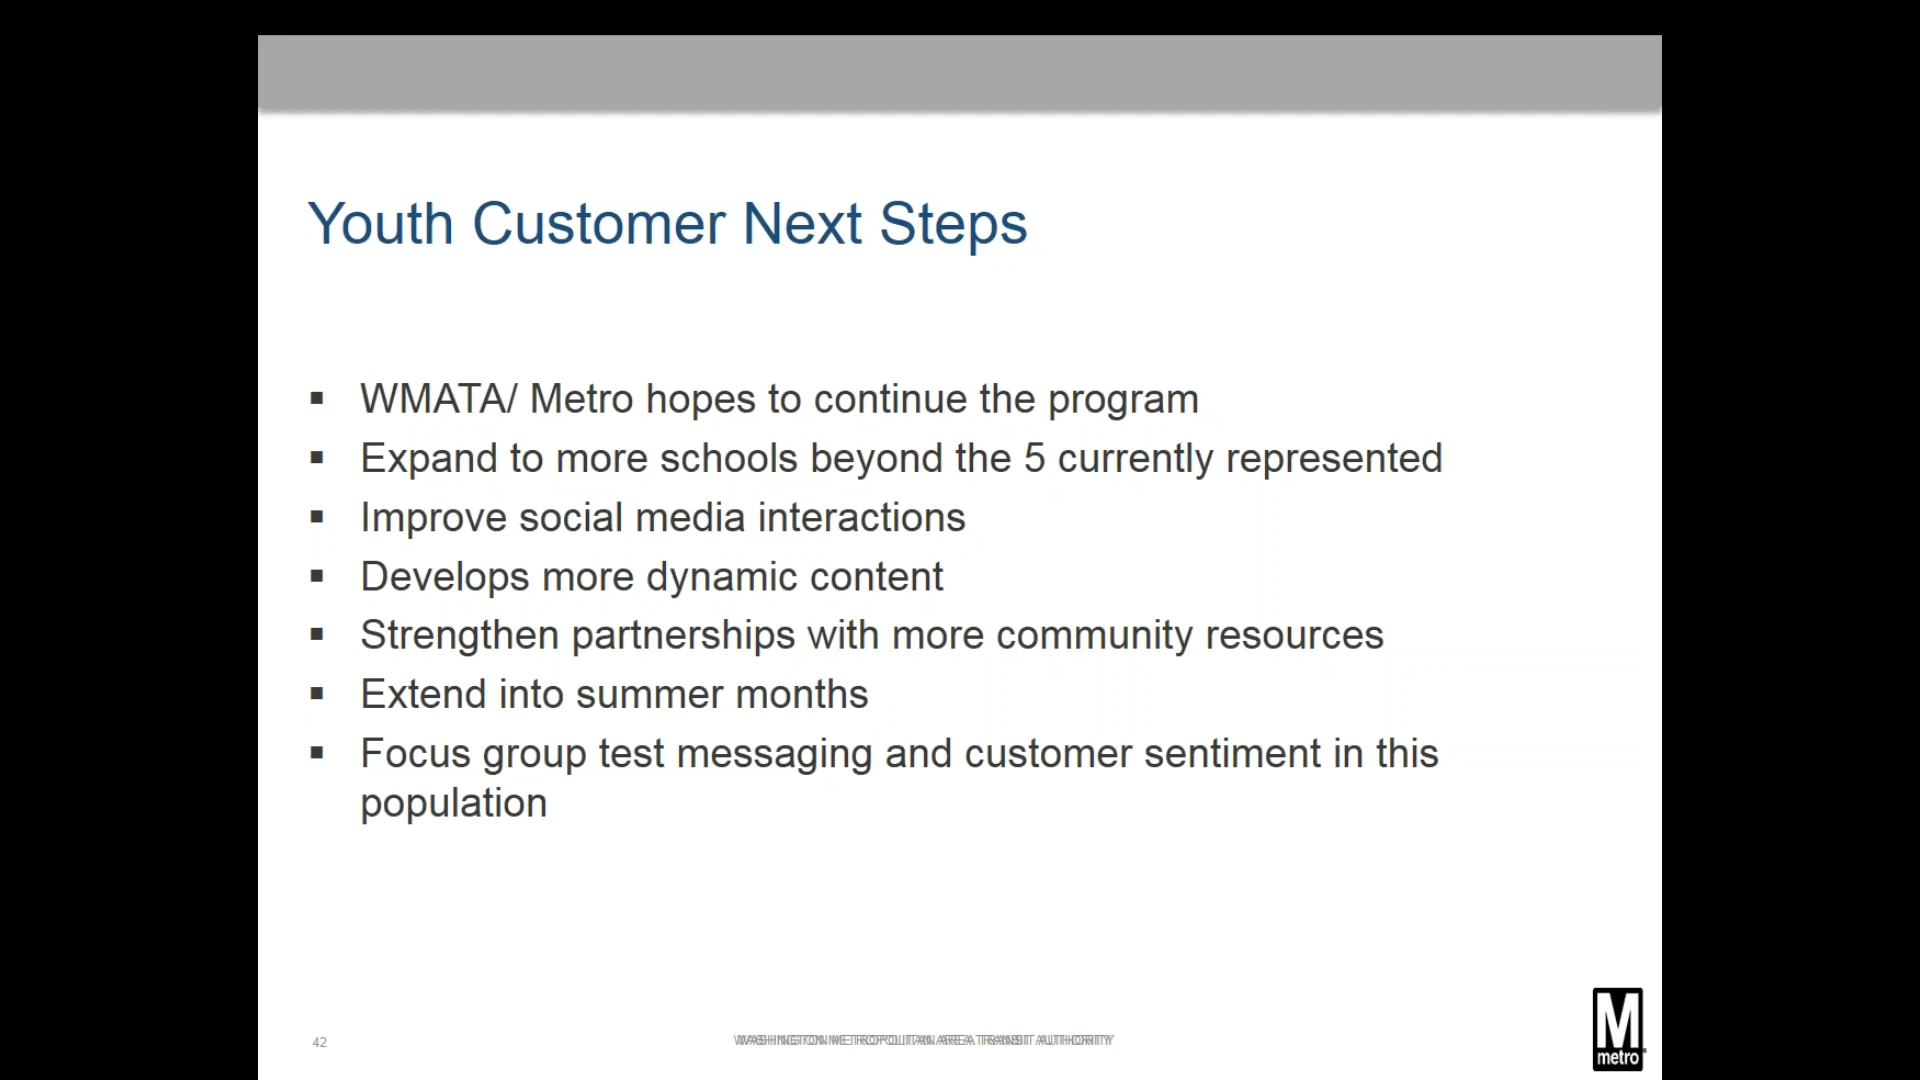 Youth Customer Next Steps
▪ WMATA/ Metro hopes to continue the program
▪ Expand to more schools beyond the 5 currently represented
▪ Improve social media interactions
▪ Develops more dynamic content
▪ Strengthen partnerships with more community resources
▪ Extend into summer months
▪ Focus group test messaging and customer sentiment in this
population
42
WASHINGTON METROPOLITAN AREA TRANSIT AUTHORITY
M
metro